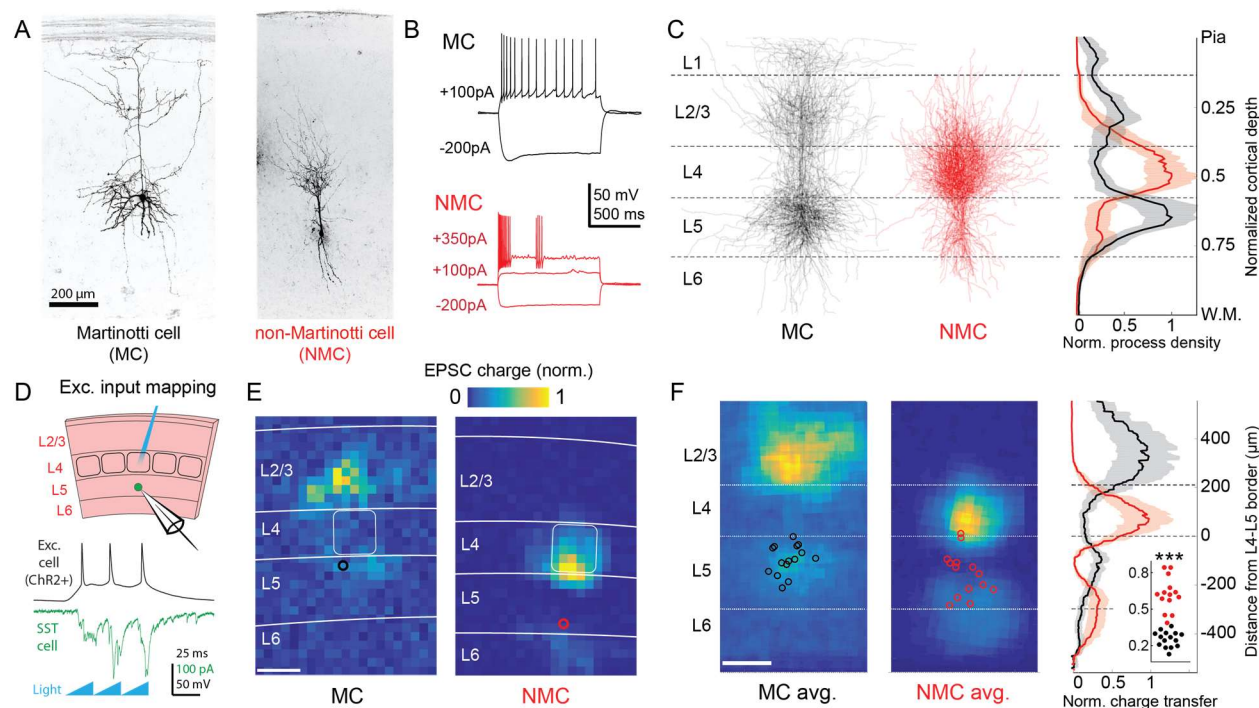 A
200 µm
Martinotti cell
(MC)
non-Martinotti cell
(NMC)
B
MC
+100pA
-200pA
50 mV
500 ms
NMC
+350pA
+100pA
-200pA
C
L1
L2/3
L4
L5
L6
MC
NMC
Pia
0.25
0.5
0.75
W.M.
Normalized cortical depth
0
0.5
1
Norm. process density
D
Exc. input mapping
L2/3
L4
L5
L6
Exc.
cell
(ChR2+)
SST
cell
Light
25 ms
100 pA
50 mV
E
EPSC charge (norm.)
0
1
L2/3
L4
L5
L6
MC
L2/3
L4
L5
L6
NMC
F
L2/3
L4
L5
L6
MC avg.
NMC avg.
400
200
0
-200
-400
Distance from L4-L5 border (µm)
***
0.8
0.5
0.2
0
0.5
1
Norm. charge transfer